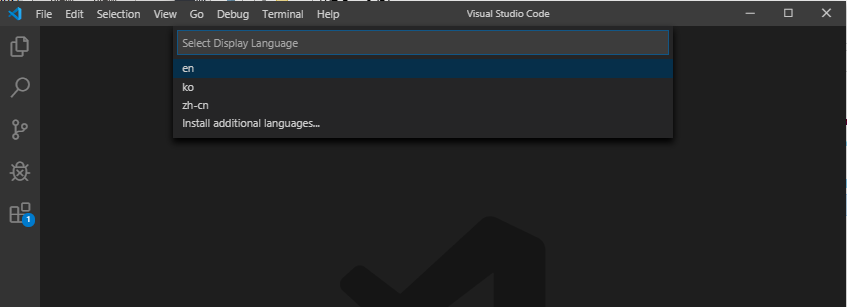 File Edit Selection View Go Debug Terminal Help Visual Studio Code
Select Display Language
en
ko
zh-cn
Install additional languages...
1